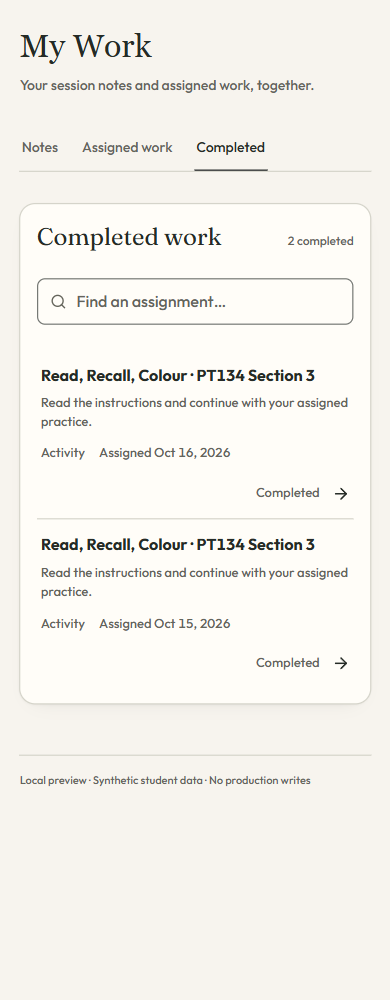 My Work
Your session notes and assigned work, together.
Notes Assigned work Completed
Completed work 2 completed
Find an assignment...
Read, Recall, Colour · PT134 Section 3
Read the instructions and continue with your assigned
practice.
Activity Assigned Oct 16, 2026
Completed →
Read, Recall, Colour · PT134 Section 3
Read the instructions and continue with your assigned
practice.
Activity Assigned Oct 15, 2026
Completed →
Local preview · Synthetic student data · No production writes